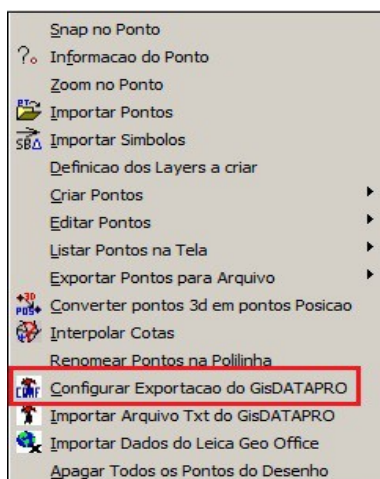 Snap no Ponto
Informacao do Ponto
Zoom no Ponto
Importar Pontos
Importar Simbolos
Definicao dos Layers a criar
Criar Pontos
Editar Pontos
Listar Pontos na Tela
Exportar Pontos para Arquivo
Converter pontos 3d em pontos Posicao
Interpolar Cotas
Renomear Pontos na Polilinha
Configurar Exportacao do GisDATAPRO
Importar Arquivo Txt do GisDATAPRO
Importar Dados do Leica Geo Office
Apagar Todos os Pontos do Desenho